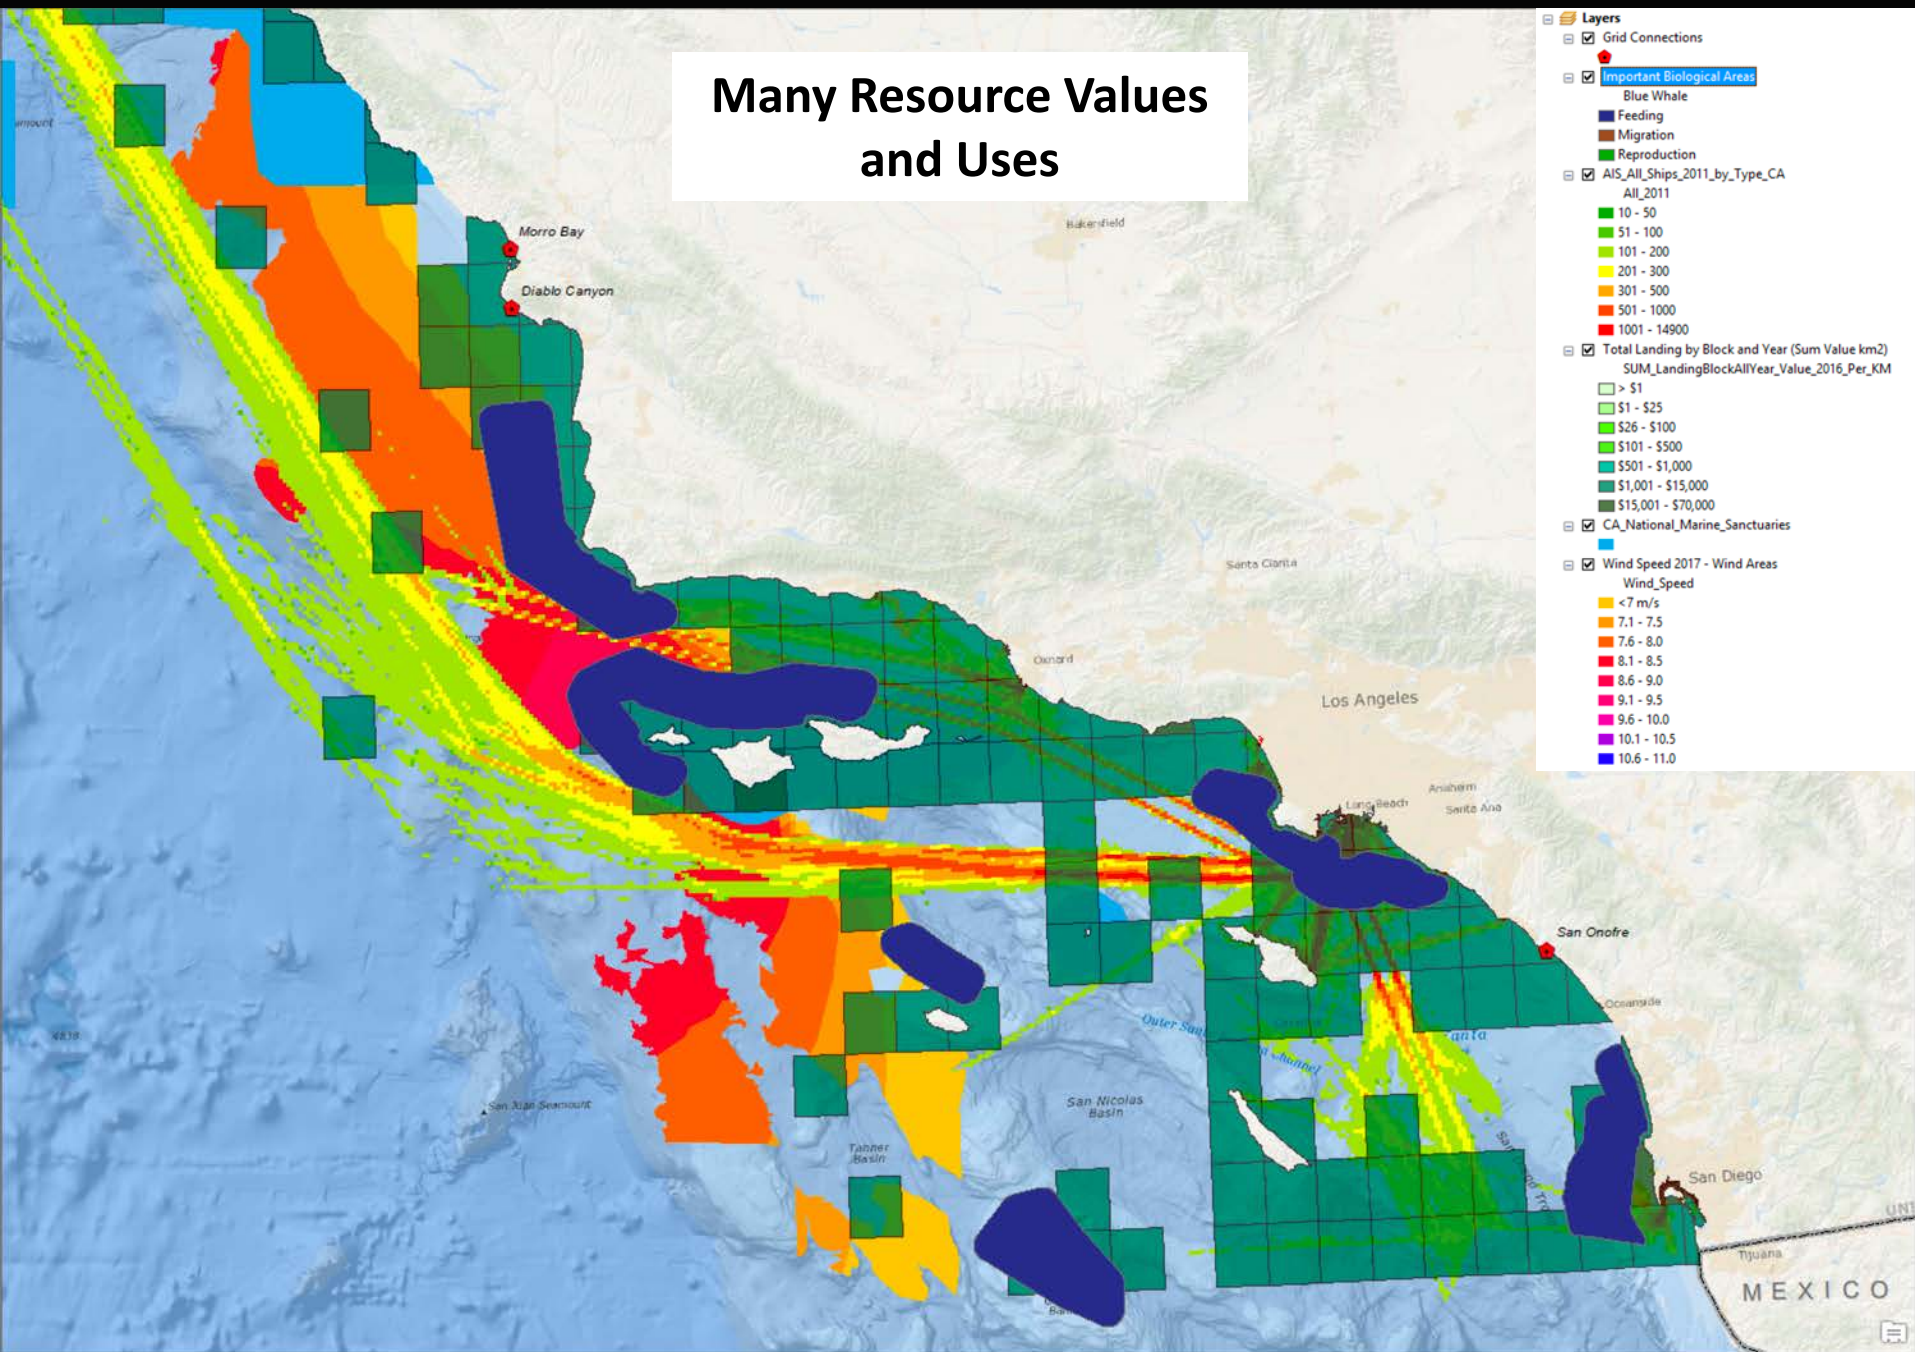 Many Resource Values
and Uses
Layers
Grid Connections
Important Biological Areas
Blue Whale
Feeding
Migration
Reproduction
AIS_All_Ships_2011_by_Type_CA
All_2011
10 - 50
51 - 100
101 - 200
201 - 300
301 - 500
501 - 1000
1001 - 14900
Total Landing by Block and Year (Sum Value km2)
SUM_LandingBlockAllYear_Value_2016_Per_KM
> $1
$1 - $25
$26 - $100
$101 - $500
$501 - $1,000
$1,001 - $15,000
$15,001 - $70,000
CA_National_Marine_Sanctuaries
Wind Speed 2017 - Wind Areas
Wind_Speed
<7 m/s
7.1 - 7.5
7.6 - 8.0
8.1 - 8.5
8.6 - 9.0
9.1 - 9.5
9.6 - 10.0
10.1 - 10.5
10.6 - 11.0
Bakersfield
Morro Bay
Diablo Canyon
Santa Clarita
Oxnard
Los Angeles
Anaheim
Long Beach
Santa Ana
San Onofre
Oceanside
Outer
Channel
San Juan Seamount
San Nicolas
Basin
Tanner
Basin
San Diego
Tijuana
MEXICO